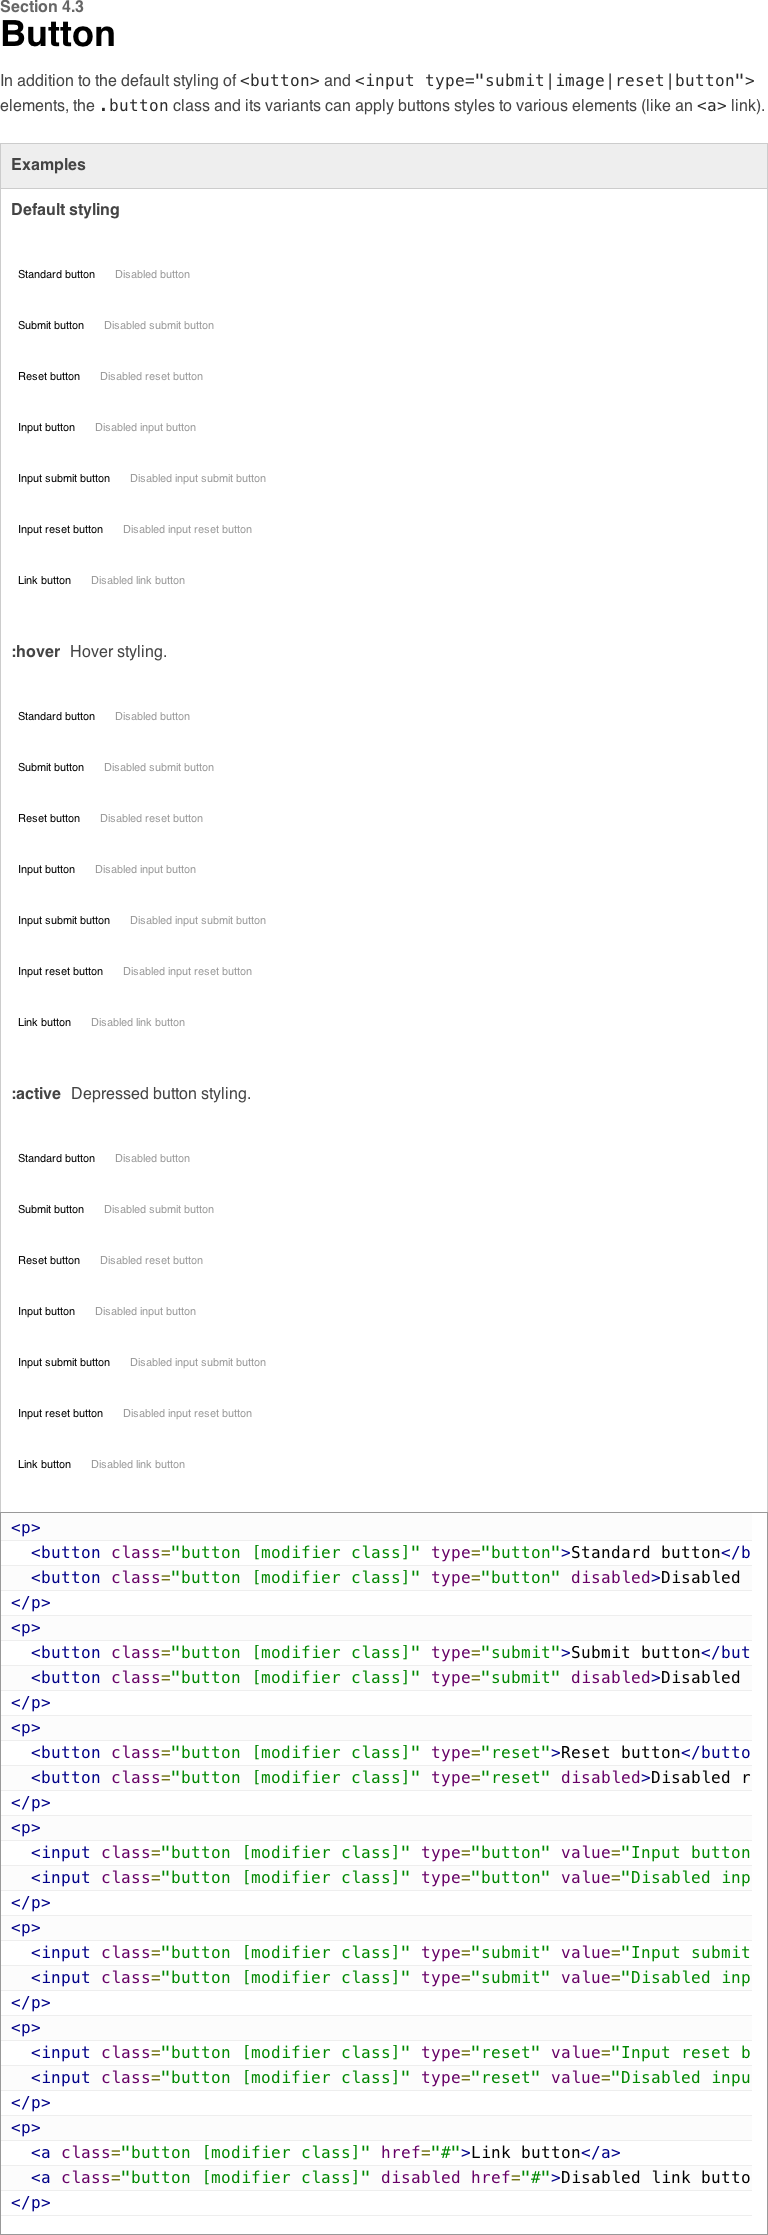 Section 4.3
Button
In addition to the default styling of <button> and <input type="submit|image|reset|button">
elements, the .button class and its variants can apply buttons styles to various elements (like an <a> link).
Examples
Default styling
Standard button Disabled button
Submit button Disabled submit button
Reset button Disabled reset button
Input button Disabled input button
Input submit button Disabled input submit button
Input reset button Disabled input reset button
Link button Disabled link button
:hover Hover styling.
Standard button Disabled button
Submit button Disabled submit button
Reset button Disabled reset button
Input button Disabled input button
Input submit button Disabled input submit button
Input reset button Disabled input reset button
Link button Disabled link button
:active Depressed button styling.
Standard button Disabled button
Submit button Disabled submit button
Reset button Disabled reset button
Input button Disabled input button
Input submit button Disabled input submit button
Input reset button Disabled input reset button
Link button Disabled link button
<p>
<button class="button [modifier class]" type="button">Standard button</b
<button class="button [modifier class]" type="button" disabled>Disabled
</p>
<p>
<button class="button [modifier class]" type="submit">Submit button</but
<button class="button [modifier class]" type="submit" disabled>Disabled
</p>
<p>
<button class="button [modifier class]" type="reset">Reset button</butto
<button class="button [modifier class]" type="reset" disabled>Disabled r
</p>
<p>
<input class="button [modifier class]" type="button" value="Input button
<input class="button [modifier class]" type="button" value="Disabled inp
</p>
<p>
<input class="button [modifier class]" type="submit" value="Input submit
<input class="button [modifier class]" type="submit" value="Disabled inp
</p>
<p>
<input class="button [modifier class]" type="reset" value="Input reset b
<input class="button [modifier class]" type="reset" value="Disabled inpu
</p>
<p>
<a class="button [modifier class]" href="#">Link button</a>
<a class="button [modifier class]" disabled href="#">Disabled link butto
</p>